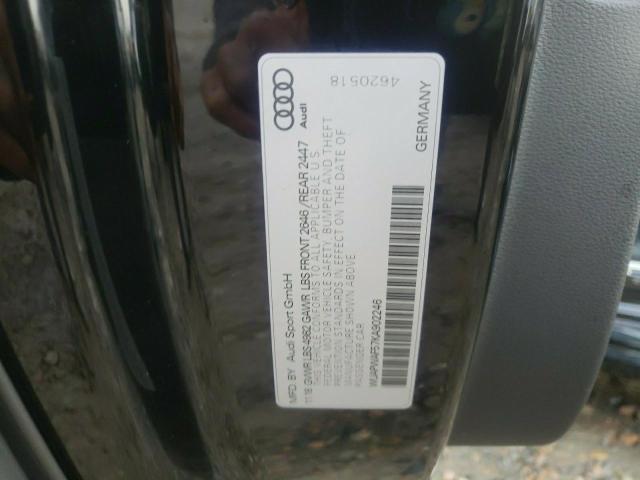 Audi
4620518
MFD. BY Audi Sport GmbH
11.18 GVWR LBS 4982 GAWR LBS FRONT 2646 /REAR 2447
THIS VEHICLE CONFORMS TO ALL APPLICABLE U.S.
FEDERAL MOTOR VEHICLE SAFETY, BUMPER AND THEFT
PREVENTION STANDARDS IN EFFECT ON THE DATE OF
MANUFACTURE SHOWN ABOVE
PASSENGER CAR
WUAPWAF57KA902246
GERMANY